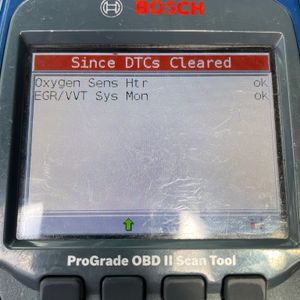 BOSCH
Since DTCs Cleared
Oxygen Sens Htr ok
EGR/VVT Sys Mon ok
ProGrade OBD II Scan Tool